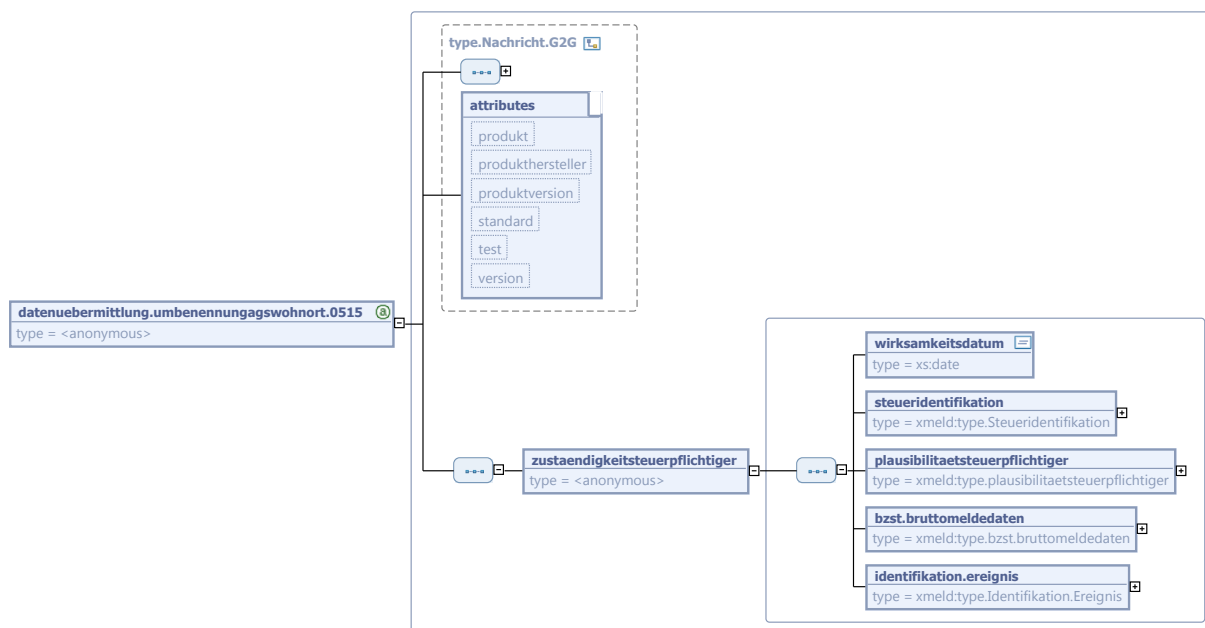 type.Nachricht.G2G
attributes
produkt
produkthersteller
produktversion
standard
test
version
datenuebermittlung.umbenennungagswohnort.0515
type = <anonymous>
zustaendigkeitsteuerpflichtiger
type = <anonymous>
wirksamkeitsdatum
type = xs:date
steueridentifikation
type = xmeld:type.Steueridentifikation
plausibilitaetsteuerpflichtiger
type = xmeld:type.plausibilitaetsteuerpflichtiger
bzst.bruttomeldedaten
type = xmeld:type.bzst.bruttomeldedaten
identifikation.ereignis
type = xmeld:type.Identifikation.Ereignis